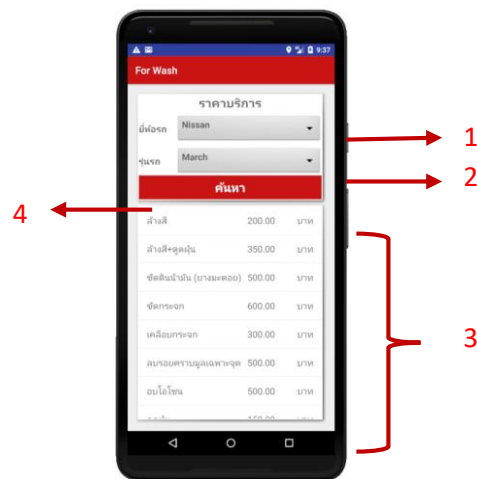 9:37
For Wash
ราคาบริการ
ยี่ห้อรถ Nissan
1
รุ่นรถ March
2
ค้นหา
4
ล้างสี 200.00 บาท
ล้างสี+ดูดฝุ่น 350.00 บาท
ขัดดินน้ำมัน (ยางมะตอย) 500.00 บาท
ขัดกระจก 600.00 บาท
3
เคลือบกระจก 300.00 บาท
ลบรอยคราบมูลเฉพาะจุด 500.00 บาท
อบโอโซน 500.00 บาท